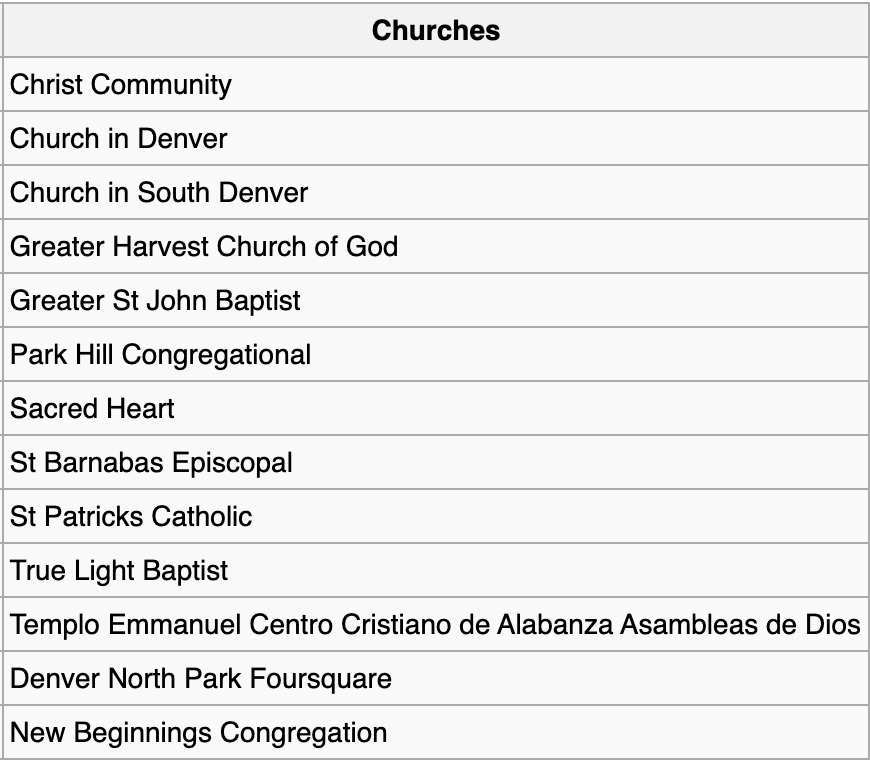 Churches
Christ Community
Church in Denver
Church in South Denver
Greater Harvest Church of God
Greater St John Baptist
Park Hill Congregational
Sacred Heart
St Barnabas Episcopal
St Patricks Catholic
True Light Baptist
Templo Emmanuel Centro Cristiano de Alabanza Asambleas de Dios
Denver North Park Foursquare
New Beginnings Congregation